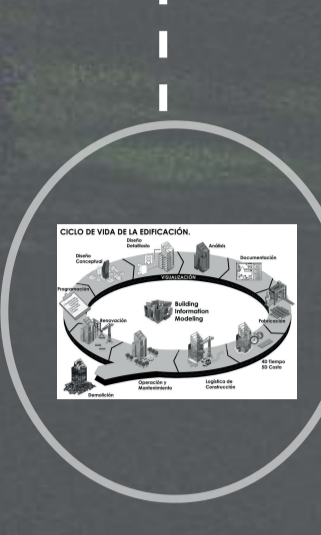 CICLO DE VIDA DE LA EDIFICACIÓN.
Diseño
Detallado
Análisis
Diseño
Conceptual
Documentación
VISUALIZACIÓN
Programación
Building
Information
Modeling
Renovación
Fabricación
4D Tiempo
5D Costo
Operación y
Mantenimiento
Logística de
Construcción
Demolición